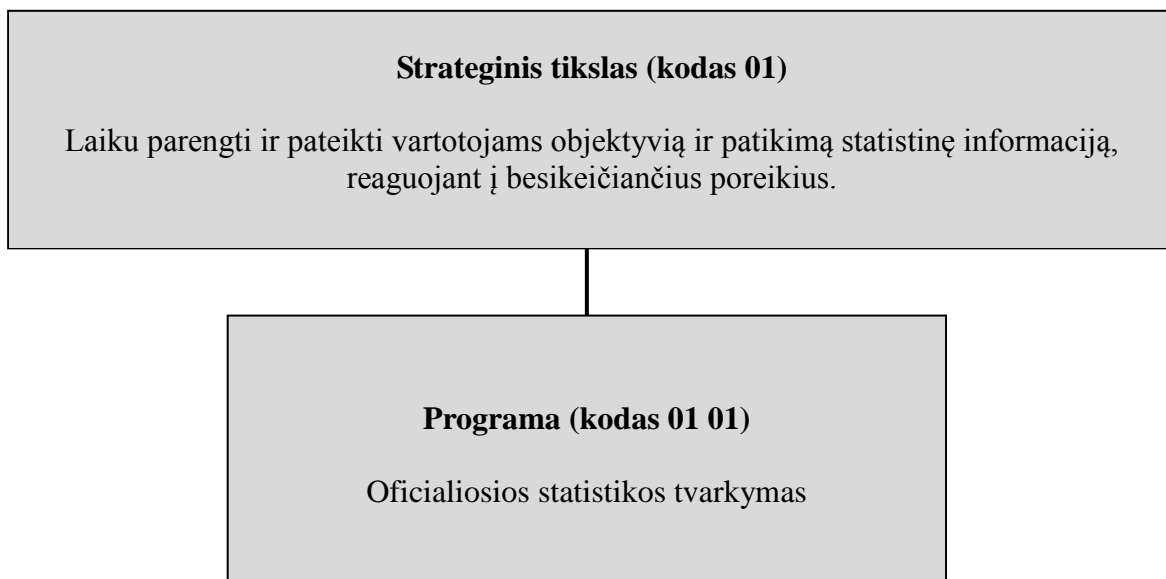 Strateginis tikslas (kodas 01)
Laiku parengti ir pateikti vartotojams objektyvią ir patikimą statistinę informaciją,
reaguojant į besikeičiančius poreikius.
Programa (kodas 01 01)
Oficialiosios statistikos tvarkymas